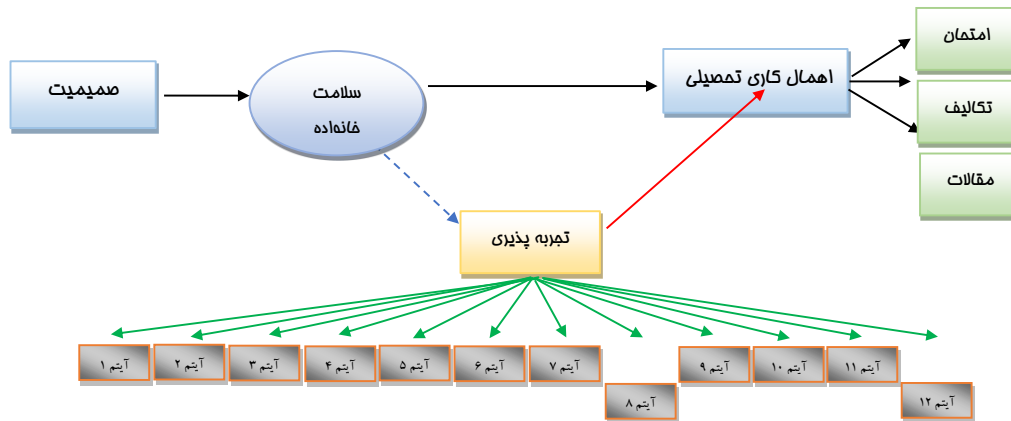 صمیمیت
سلامت
خانواده
اهمال کاری تحصیلی
امتحان
تکالیف
مقالات
تجربه پذیری
آیتم ۱
آیتم ۲
آیتم ۳
آیتم ۴
آیتم ۵
آیتم ۶
آیتم ۷
آیتم ۸
آیتم ۹
آیتم ۱۰
آیتم ۱۱
آیتم ۱۲